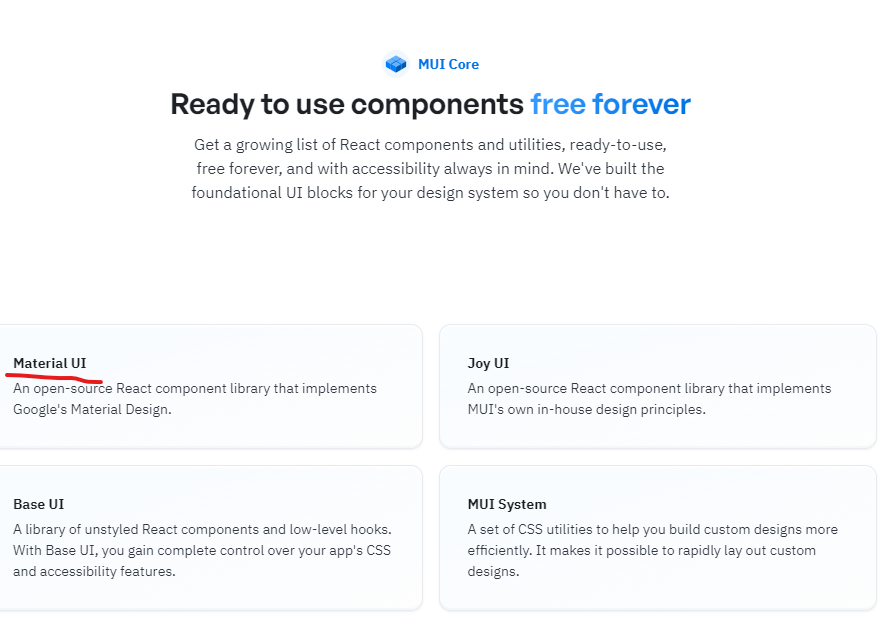 MUI Core
Ready to use components free forever
Get a growing list of React components and utilities, ready-to-use,
free forever, and with accessibility always in mind. We've built the
foundational UI blocks for your design system so you don't have to.
Material UI
An open-source React component library that implements
Google's Material Design.
Joy UI
An open-source React component library that implements
MUI's own in-house design principles.
Base UI
A library of unstyled React components and low-level hooks.
With Base UI, you gain complete control over your app's CSS
and accessibility features.
MUI System
A set of CSS utilities to help you build custom designs more
efficiently. It makes it possible to rapidly lay out custom
designs.